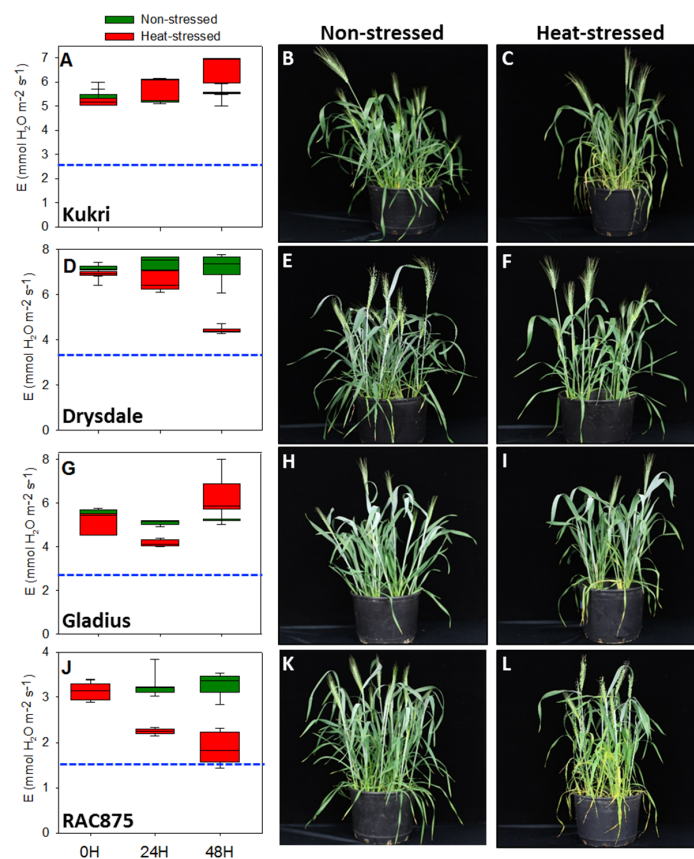 Non-stressed
Heat-stressed
Non-stressed
Heat-stressed
A
7
6
5
4
3
2
1
0
E (mmol H2O m-2 s-1)
Kukri
B
C
D
8
6
4
2
0
E (mmol H2O m-2 s-1)
Drysdale
E
F
G
8
6
4
2
0
E (mmol H2O m-2 s-1)
Gladius
H
I
J
4
3
2
1
0
E (mmol H2O m-2 s-1)
RAC875
K
L
0H 24H 48H